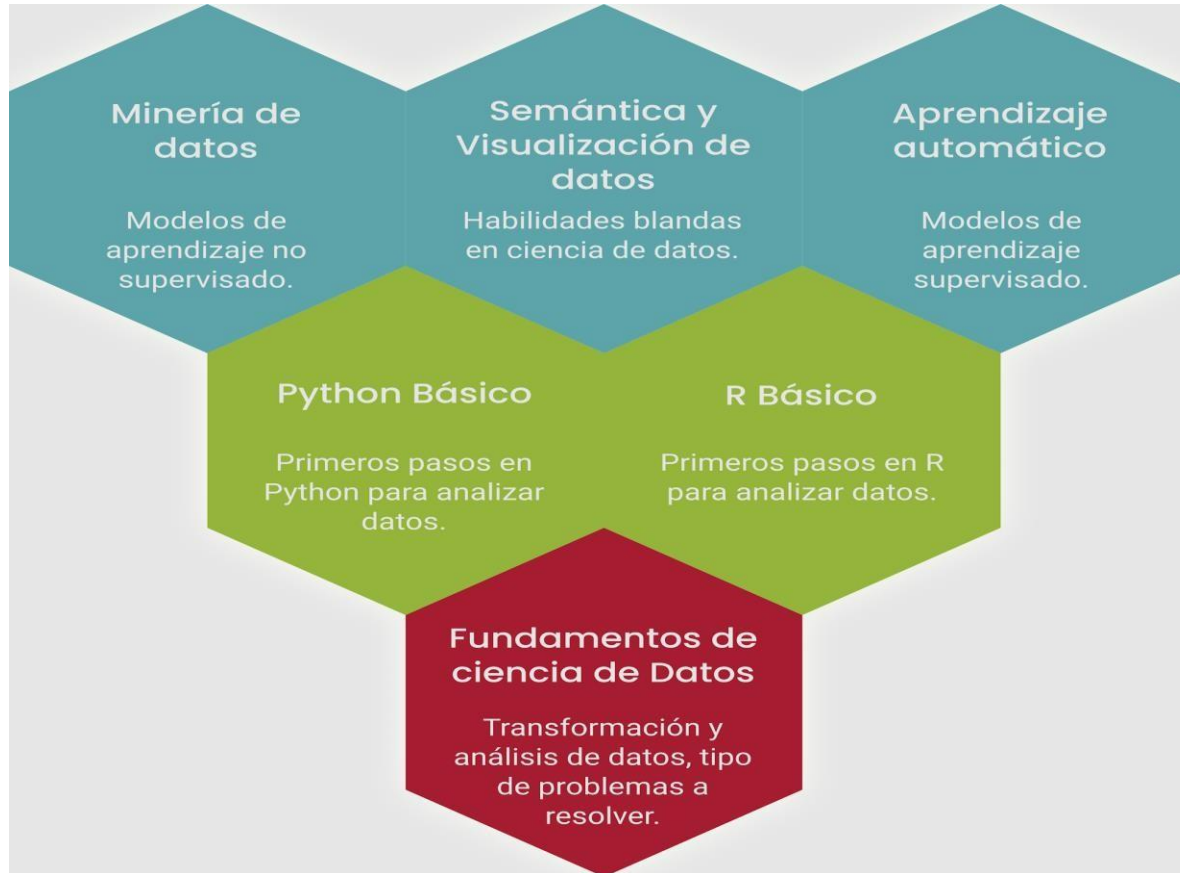 Minería de
datos
Modelos de
aprendizaje no
supervisado.
Semántica y
Visualización de
datos
Habilidades blandas
en ciencia de datos.
Aprendizaje
automático
Modelos de
aprendizaje
supervisado.
Python Básico
Primeros pasos en
Python para analizar
datos.
R Básico
Primeros pasos en R
para analizar datos.
Fundamentos de
ciencia de Datos
Transformación y
análisis de datos, tipo
de problemas a
resolver.